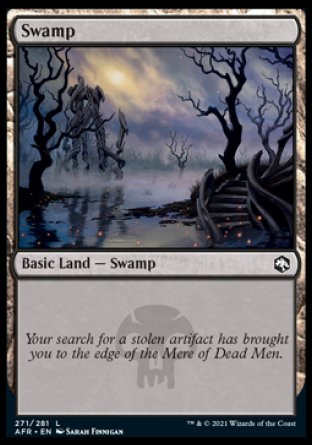 Swamp
Basic Land — Swamp
Your search for a stolen artifact has brought
you to the edge of the Mere of Dead Men.
271/281 L
AFR • EN Sarah Finnigan
™ & © 2021 Wizards of the Coast